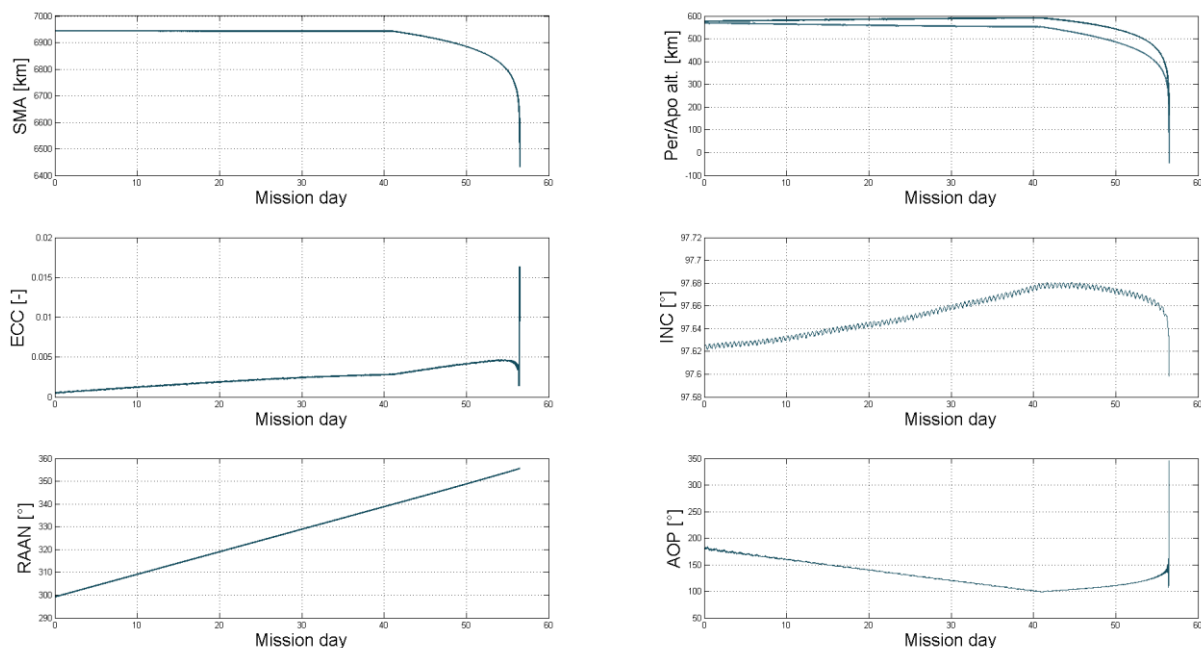 7000
6900
6800
6700
6600
6500
6400
SMA [km]
0 10 20 30 40 50 60
Mission day
600
500
400
300
200
100
0
-100
Per/Apo alt. [km]
0 10 20 30 40 50 60
Mission day
0.02
0.015
0.01
0.005
0
ECC [-]
0 10 20 30 40 50 60
Mission day
97.72
97.7
97.68
97.66
97.64
97.62
97.6
97.58
INC [°]
0 10 20 30 40 50 60
Mission day
360
350
340
330
320
310
300
290
RAAN [°]
0 10 20 30 40 50 60
Mission day
350
300
250
200
150
100
50
AOP [°]
0 10 20 30 40 50 60
Mission day